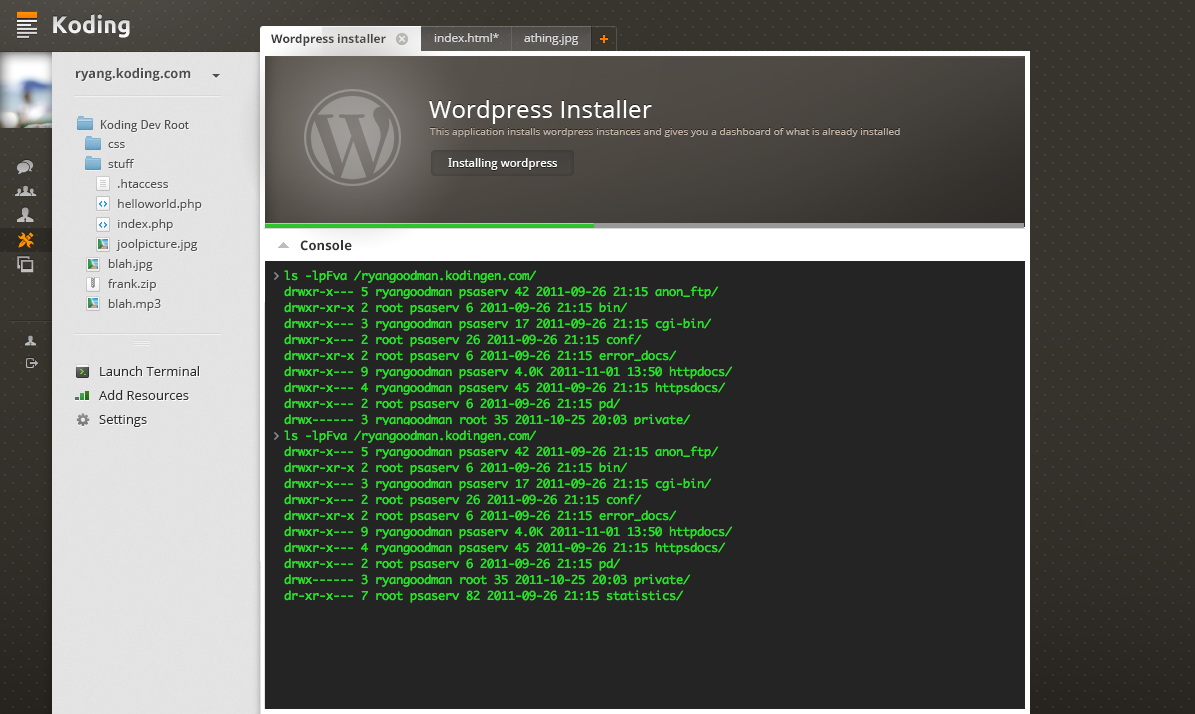 Koding
Wordpress installer
index.html*
athing.jpg
+
ryang.koding.com
Koding Dev Root
css
stuff
.htaccess
helloworld.php
index.php
joolpicture.jpg
blah.jpg
frank.zip
blah.mp3
Launch Terminal
Add Resources
Settings
Wordpress Installer
This application installs wordpress instances and gives you a dashboard of what is already installed
Installing wordpress
Console
ls -lpFva /ryangoodman.kodingen.com/
drwxr-x--- 5 ryangoodman psaserv 42 2011-09-26 21:15 anon_ftp/
drwxr-xr-x 2 root psaserv 6 2011-09-26 21:15 bin/
drwxr-x--- 3 ryangoodman psaserv 17 2011-09-26 21:15 cgi-bin/
drwxr-x--- 2 root psaserv 26 2011-09-26 21:15 conf/
drwxr-xr-x 2 root psaserv 6 2011-09-26 21:15 error_docs/
drwxr-x--- 9 ryangoodman psaserv 4.0K 2011-11-01 13:50 httpdocs/
drwxr-x--- 4 ryangoodman psaserv 45 2011-09-26 21:15 httpsdocs/
drwxr-x--- 2 root psaserv 6 2011-09-26 21:15 pd/
drwx------ 3 ryangoodman root 35 2011-10-25 20:03 private/
ls -lpFva /ryangoodman.kodingen.com/
drwxr-x--- 5 ryangoodman psaserv 42 2011-09-26 21:15 anon_ftp/
drwxr-xr-x 2 root psaserv 6 2011-09-26 21:15 bin/
drwxr-x--- 3 ryangoodman psaserv 17 2011-09-26 21:15 cgi-bin/
drwxr-x--- 2 root psaserv 26 2011-09-26 21:15 conf/
drwxr-xr-x 2 root psaserv 6 2011-09-26 21:15 error_docs/
drwxr-x--- 9 ryangoodman psaserv 4.0K 2011-11-01 13:50 httpdocs/
drwxr-x--- 4 ryangoodman psaserv 45 2011-09-26 21:15 httpsdocs/
drwxr-x--- 2 root psaserv 6 2011-09-26 21:15 pd/
drwx------ 3 ryangoodman root 35 2011-10-25 20:03 private/
dr-xr-x--- 7 root psaserv 82 2011-09-26 21:15 statistics/